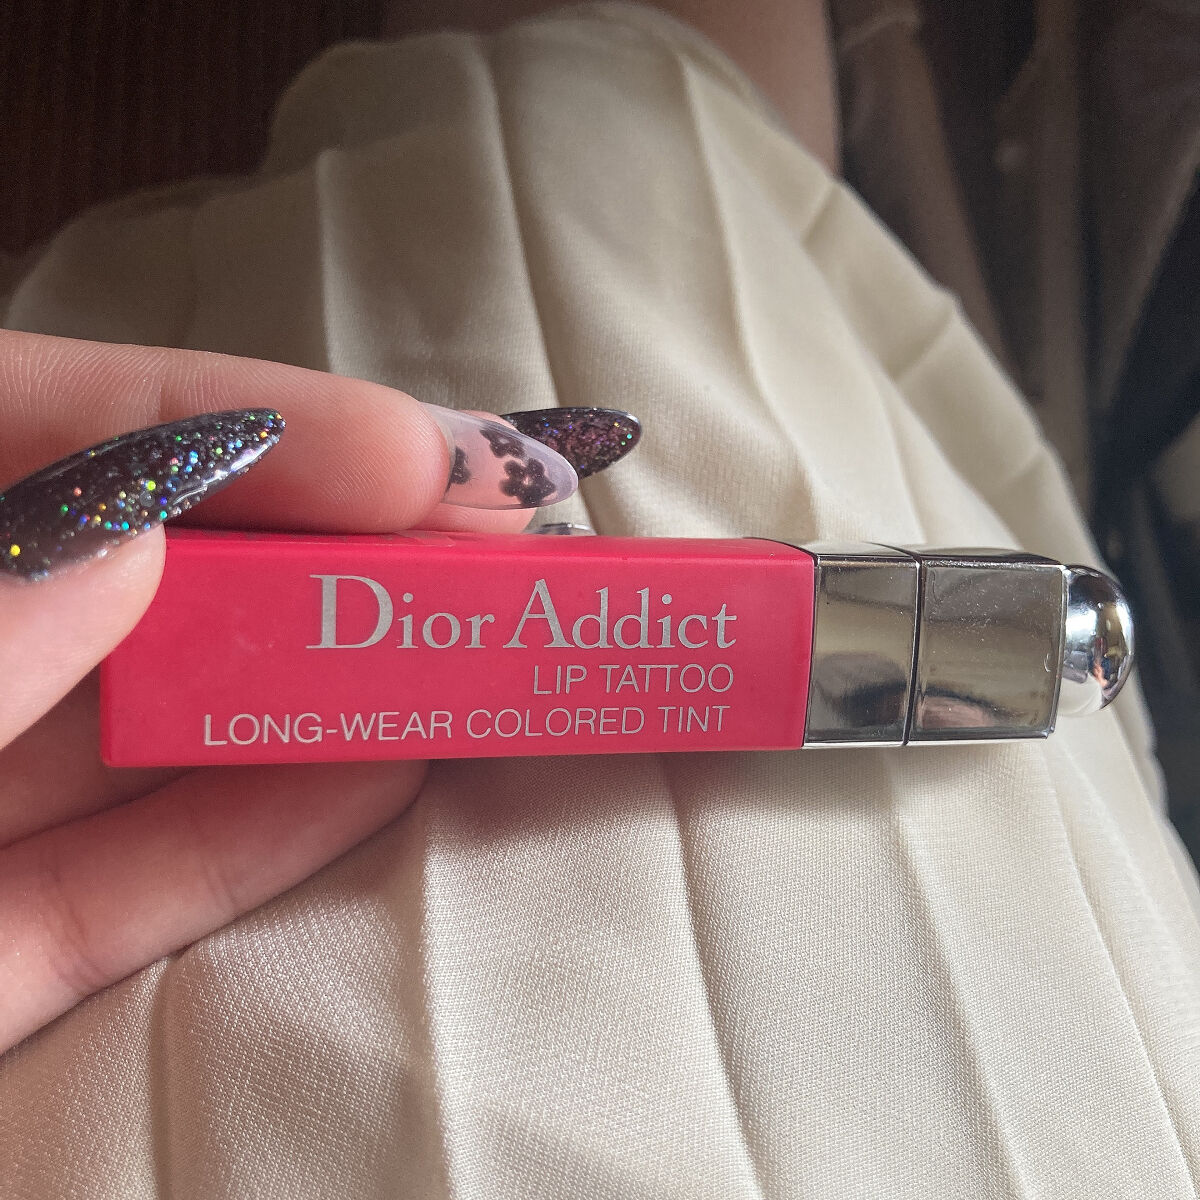 Dior Addict
LIP TATTOO
LONG-WEAR COLORED TINT